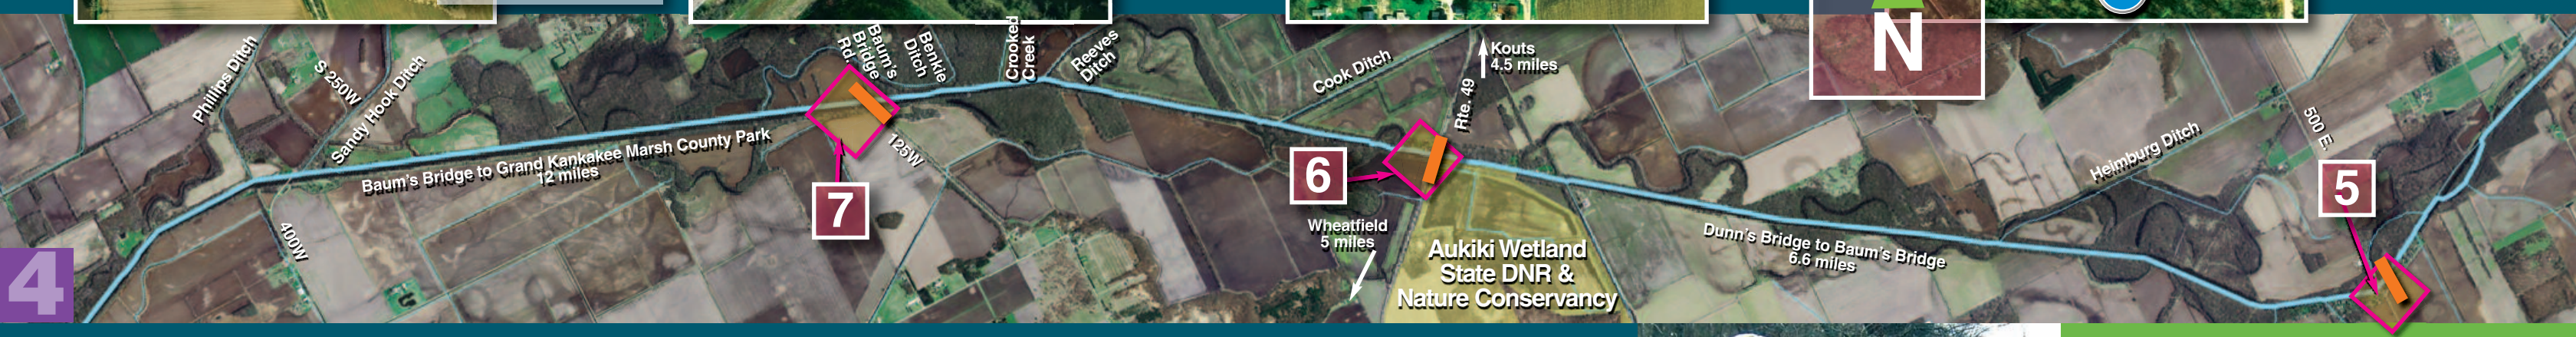 Phillips Ditch
S 250W
Sandy Hook Ditch
Baum's
Bridge
Rd.
Benkie
Ditch
Crooked
Creek
Reeves
Ditch
Cook Ditch
Rte. 49
Kouts
4.5 miles
N
500 E
Heimburg Ditch
Baum's Bridge to Grand Kankakee Marsh County Park
12 miles
125W
7
6
5
400W
Wheatfield
5 miles
Aukiki Wetland
State DNR &
Nature Conservancy
Dunn's Bridge to Baum's Bridge
6.6 miles
4